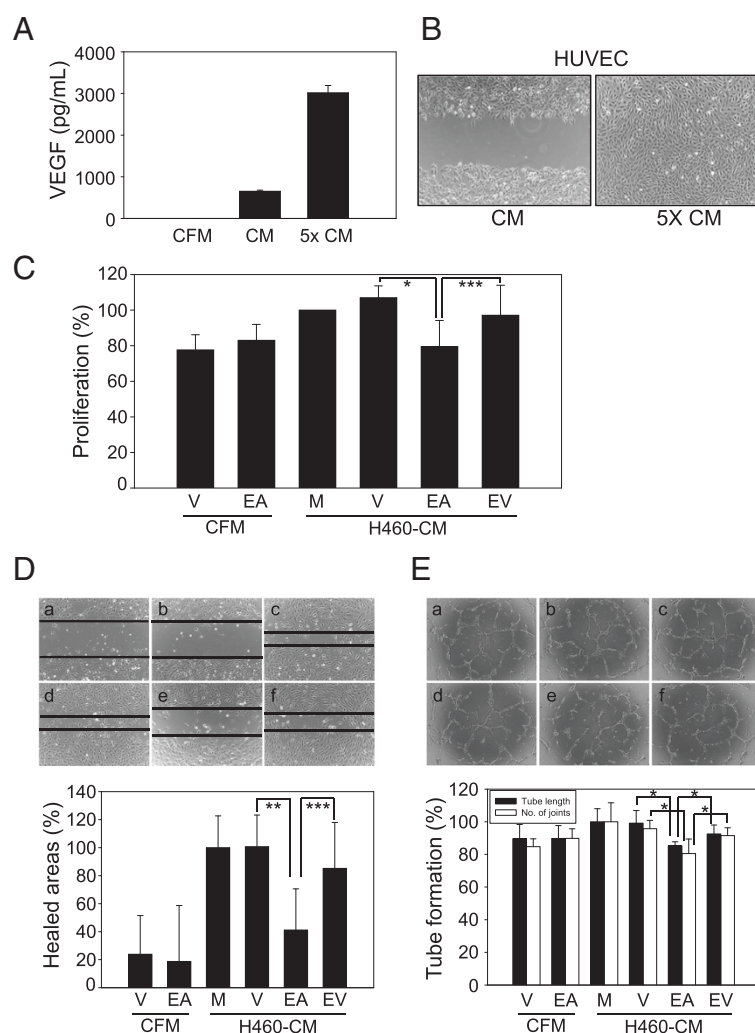 A
VEGF (pg/mL)
4000
3000
2000
1000
0
CFM CM 5x CM
B
HUVEC
CM 5X CM
C
Proliferation (%)
120
100
80
60
40
20
0
* ***
V EA M V EA EV
CFM H460-CM
D
a b c
d e f
Healed areas (%)
140
120
100
80
60
40
20
0
** ***
V EA M V EA EV
CFM H460-CM
E
a b c
d e f
Tube formation (%)
120
100
80
60
40
20
0
Tube length
No. of joints
* *
* *
V EA M V EA EV
CFM H460-CM